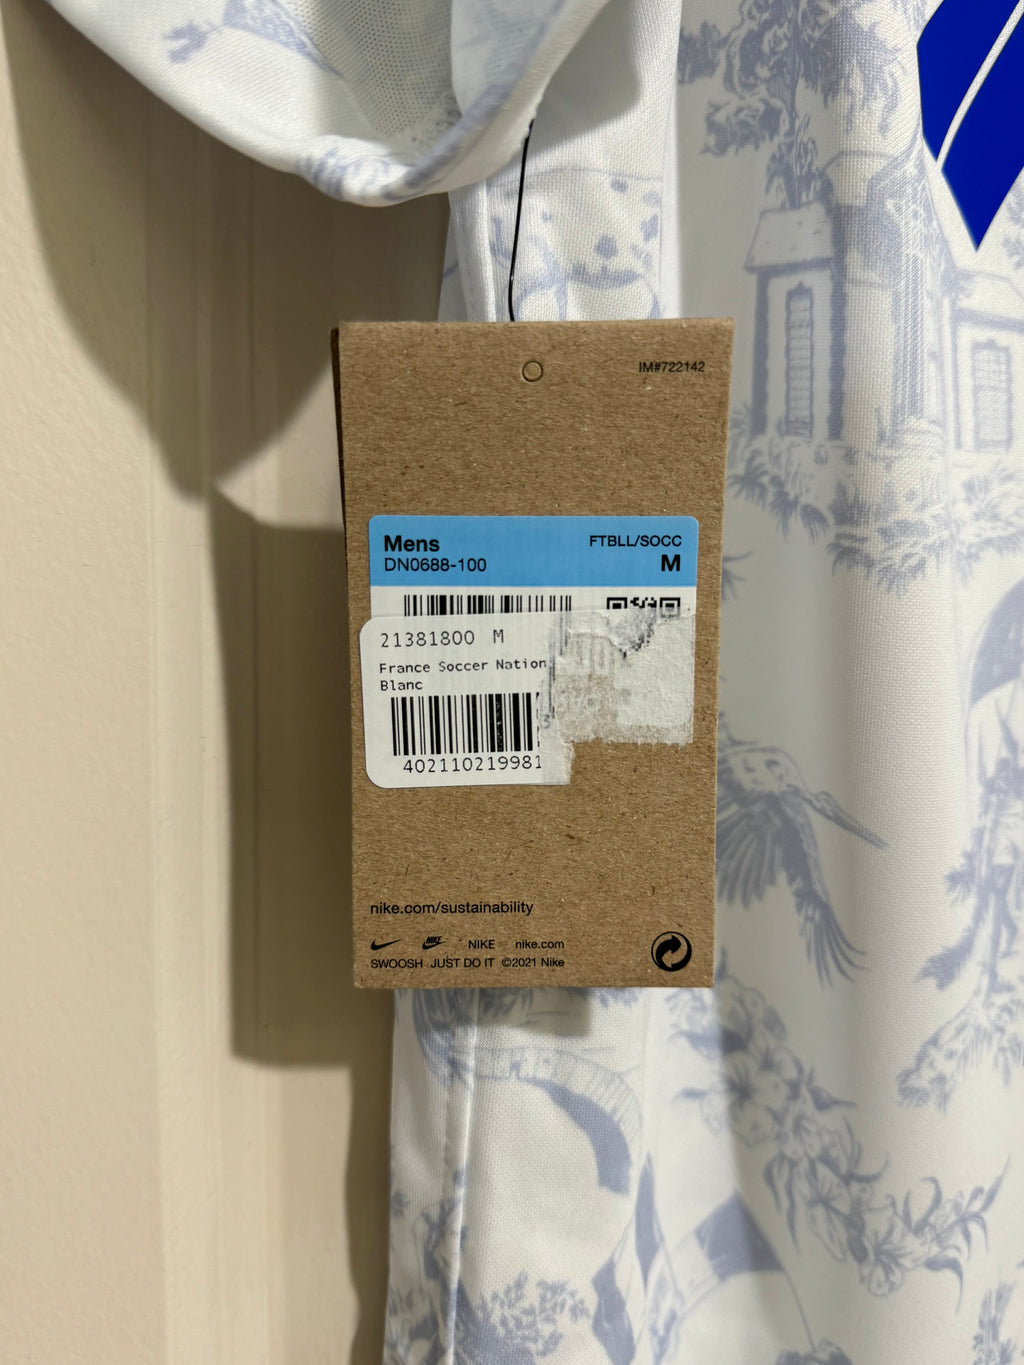 IM#722142
Mens
FTBLL/SOCC
DN0688-100
M
21381800 M
France Soccer Nation
Blanc
402110219981
nike.com/sustainability
NIKE nike.com
SWOOSH JUST DO IT ©2021 Nike